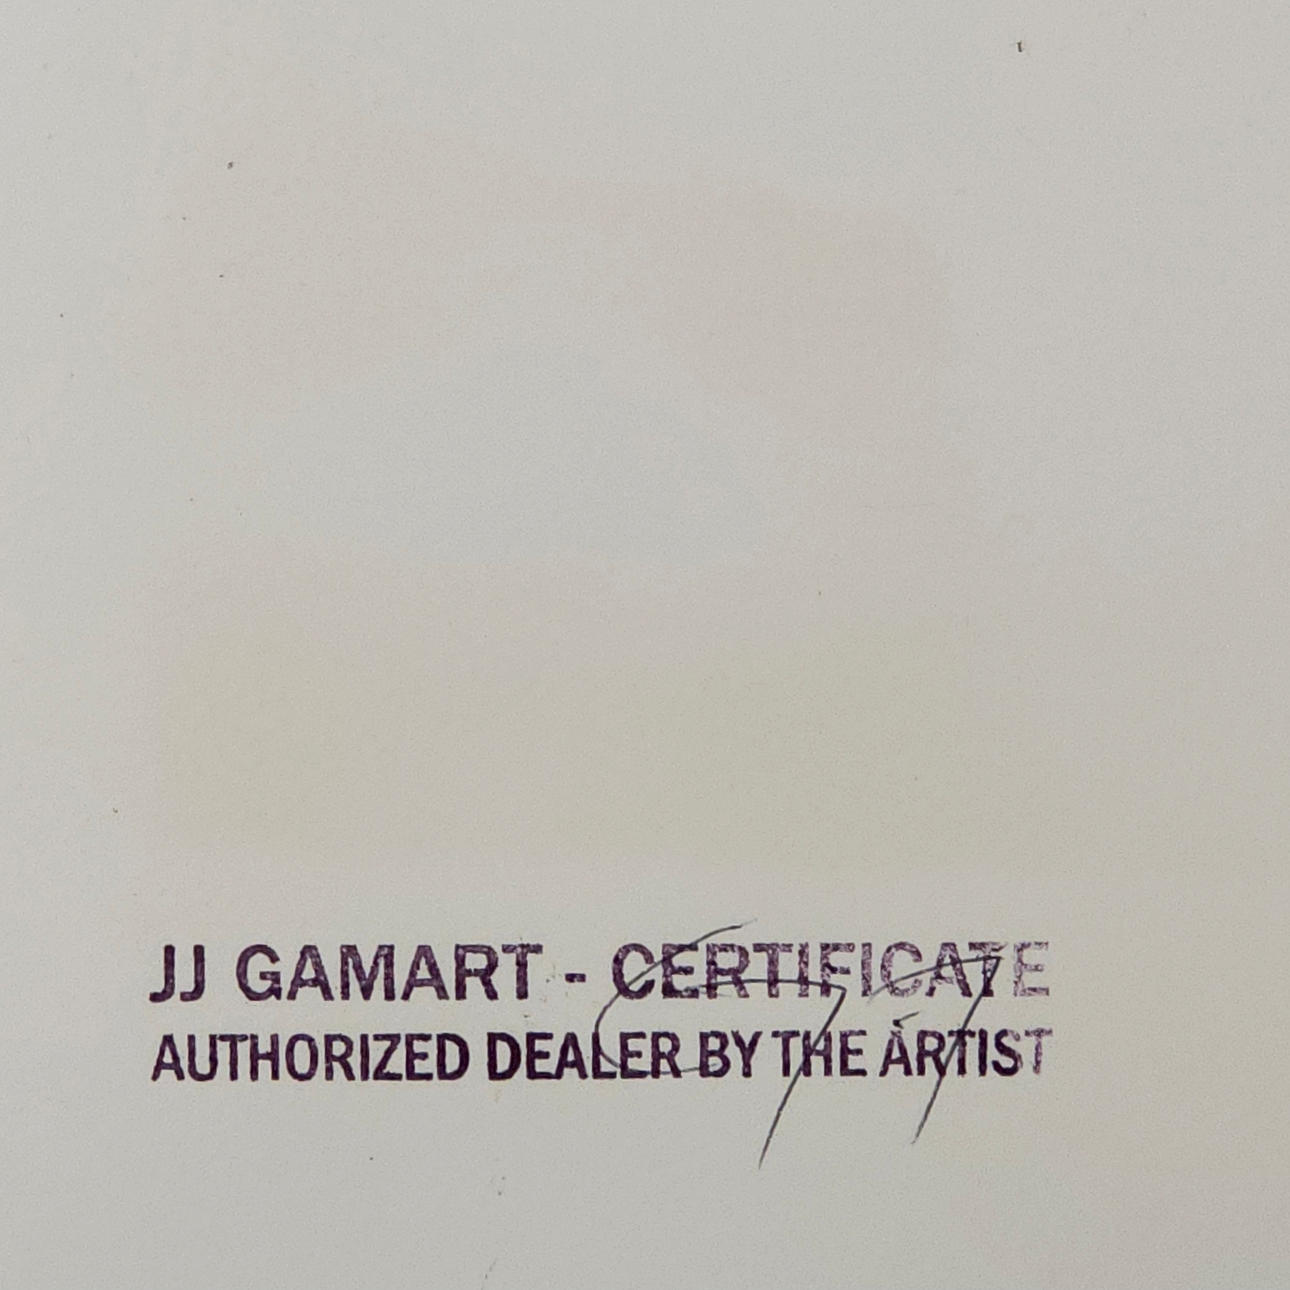 JJ GAMART - CERTIFICATE
AUTHORIZED DEALER BY THE ARTIST